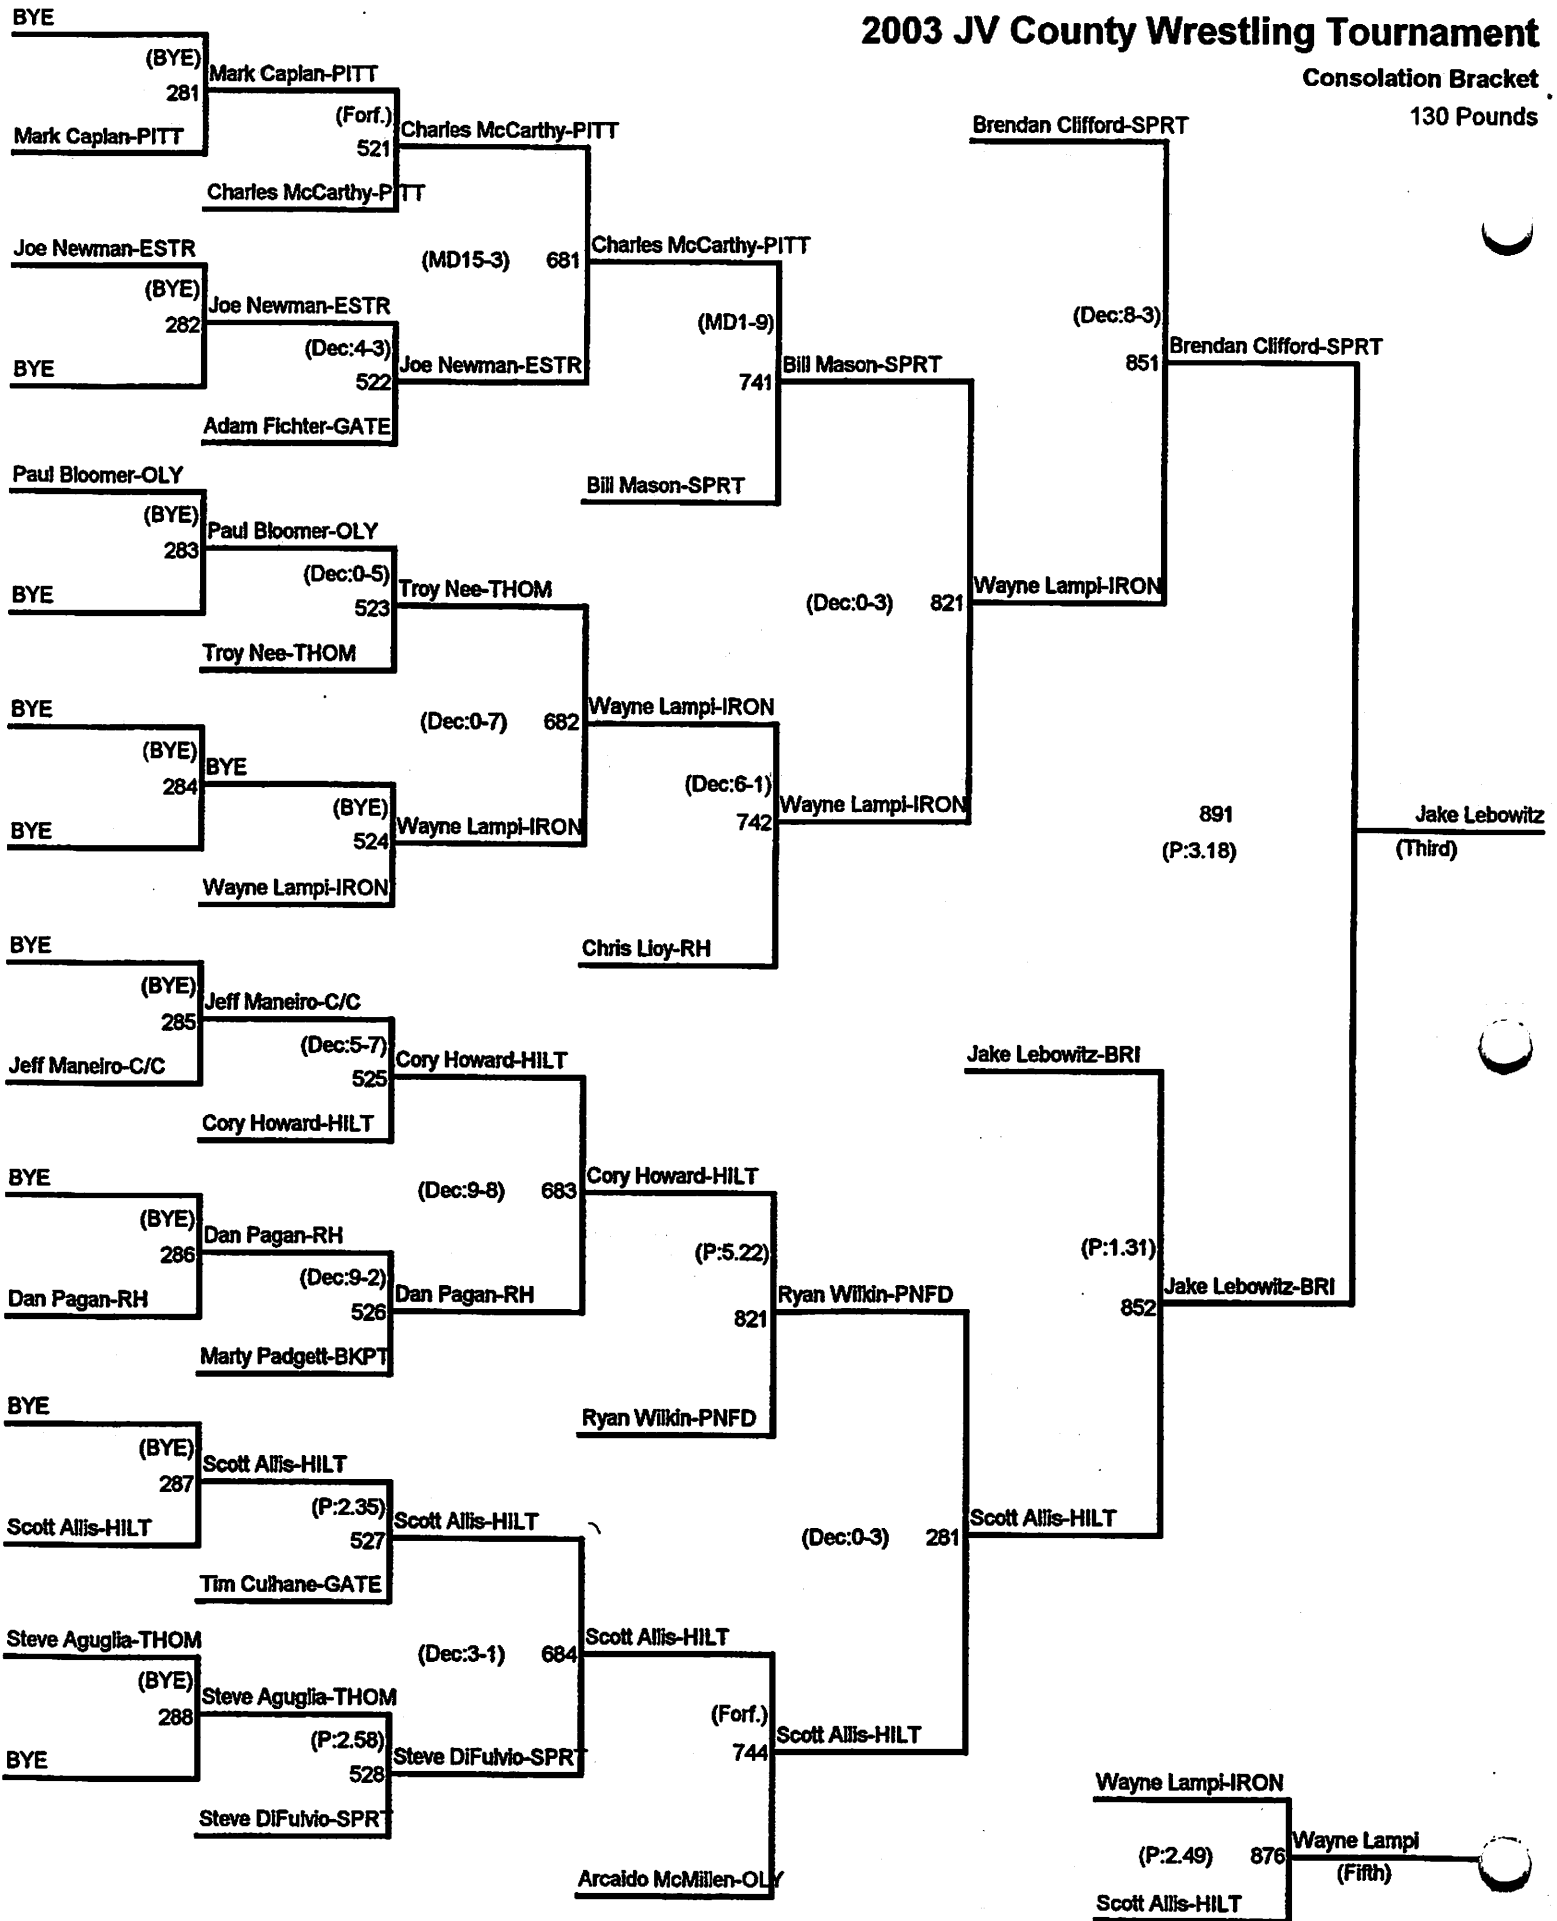 2003 JV County Wrestling Tournament
Consolation Bracket
130 Pounds
BYE
(BYE)
281
Mark Caplan-PITT
Mark Caplan-PITT
(Forf.)
521
Charles McCarthy-PITT
Charles McCarthy-PITT
Joe Newman-ESTR
(BYE)
282
Joe Newman-ESTR
BYE
(Dec:4-3)
522
Joe Newman-ESTR
Adam Fichter-GATE
(MD15-3) 681
Charles McCarthy-PITT
(MD1-9)
741
Bill Mason-SPRT
Bill Mason-SPRT
Paul Bloomer-OLY
(BYE)
283
Paul Bloomer-OLY
BYE
(Dec:0-5)
523
Troy Nee-THOM
Troy Nee-THOM
BYE
(BYE)
284
BYE
BYE
(BYE)
524
Wayne Lampi-IRON
Wayne Lampi-IRON
(Dec:0-7) 682
Wayne Lampi-IRON
(Dec:6-1)
742
Wayne Lampi-IRON
Chris Lioy-RH
(Dec:0-3) 821
Wayne Lampi-IRON
Brendan Clifford-SPRT
(Dec:8-3)
851
Brendan Clifford-SPRT
BYE
(BYE)
285
Jeff Maneiro-C/C
Jeff Maneiro-C/C
(Dec:5-7)
525
Cory Howard-HILT
Cory Howard-HILT
BYE
(BYE)
286
Dan Pagan-RH
Dan Pagan-RH
(Dec:9-2)
526
Dan Pagan-RH
Marty Padgett-BKPT
(Dec:9-8) 683
Cory Howard-HILT
(P:5.22)
821
Ryan Wilkin-PNFD
Ryan Wilkin-PNFD
BYE
(BYE)
287
Scott Allis-HILT
Scott Allis-HILT
(P:2.35)
527
Scott Allis-HILT
Tim Culhane-GATE
Steve Aguglia-THOM
(BYE)
288
Steve Aguglia-THOM
BYE
(P:2.58)
528
Steve DiFulvio-SPRT
Steve DiFulvio-SPRT
(Dec:3-1) 684
Scott Allis-HILT
(Forf.)
744
Scott Allis-HILT
Arcaido McMillen-OLY
(Dec:0-3) 281
Scott Allis-HILT
Jake Lebowitz-BRI
(P:1.31)
852
Jake Lebowitz-BRI
891
(P:3.18)
Jake Lebowitz
(Third)
Wayne Lampi-IRON
(P:2.49) 876
Wayne Lampi
(Fifth)
Scott Allis-HILT